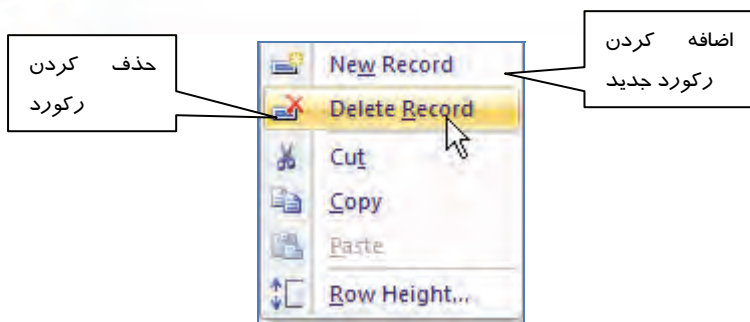 اضافه کردن
رکورد جدید
حذف کردن
رکورد
New Record
Delete Record
Cut
Copy
Paste
Row Height...